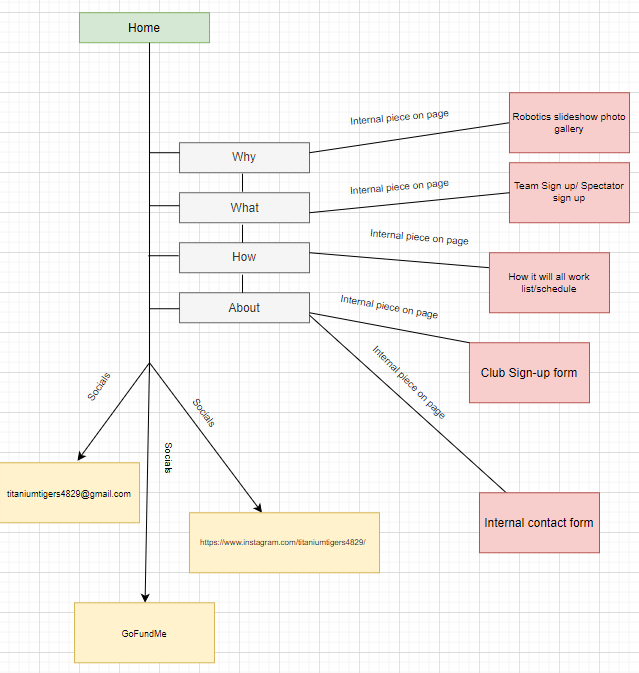 Home
Internal piece on page
Robotics slideshow photo
gallery
Why
Internal piece on page
Team Sign up/ Spectator
sign up
What
Internal piece on page
How
How it will all work
list/schedule
Internal piece on page
About
Internal piece on page
Club Sign-up form
Socials
Socials
Socials
titaniumtigers4829@gmail.com
https://www.instagram.com/titaniumtigers4829/
Internal contact form
GoFundMe